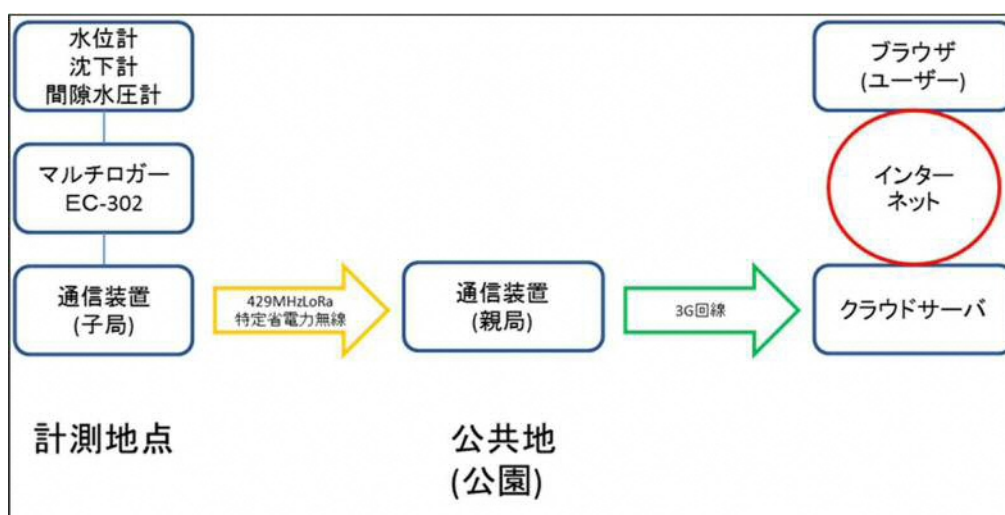 水位計
沈下計
間隙水圧計
マルチロガー
EC-302
通信装置
(子局)
429MHzLoRa
特定省電力無線
通信装置
(親局)
3G回線
ブラウザ
(ユーザー)
インター
ネット
クラウドサーバ
計測地点
公共地
(公園)